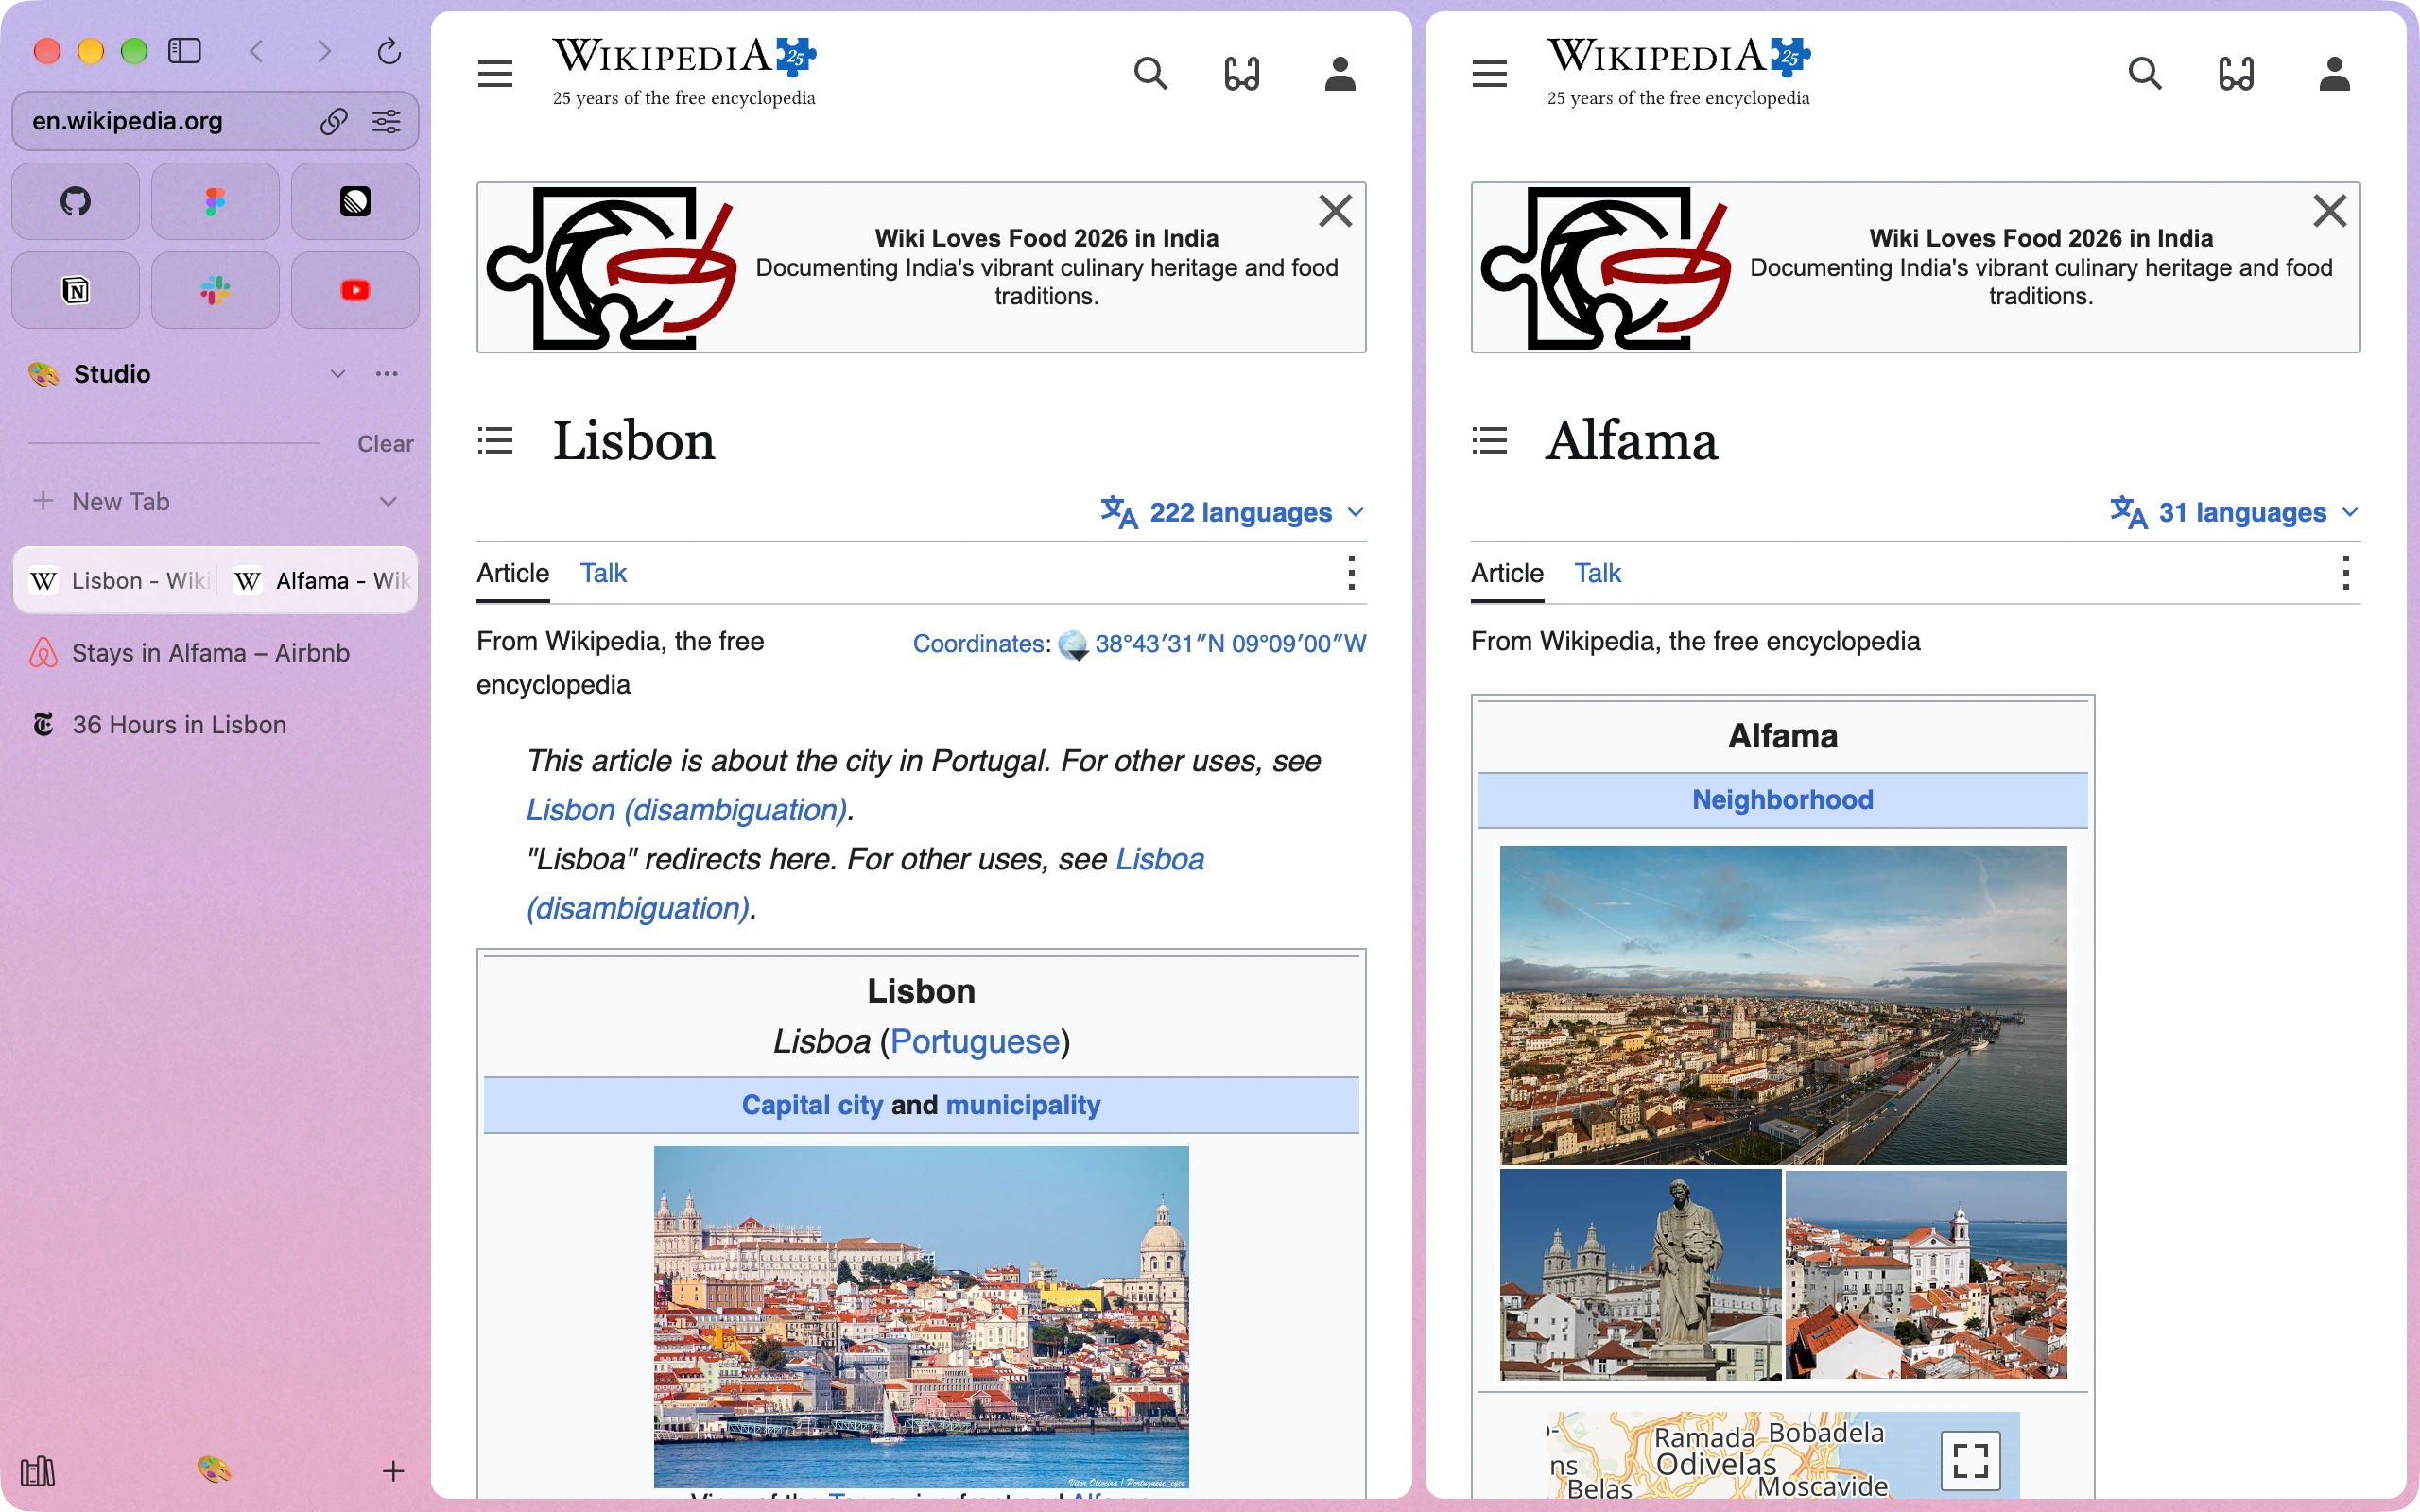 en.wikipedia.org
Studio
Clear
New Tab
Lisbon - Wiki
Alfama - Wik
Stays in Alfama – Airbnb
36 Hours in Lisbon
WIKIPEDIA 25
25 years of the free encyclopedia
Wiki Loves Food 2026 in India
Documenting India's vibrant culinary heritage and food
traditions.
Lisbon
222 languages
Article Talk
From Wikipedia, the free
encyclopedia
Coordinates: 38°43′31″N 09°09′00″W
This article is about the city in Portugal. For other uses, see
Lisbon (disambiguation).
"Lisboa" redirects here. For other uses, see Lisboa
(disambiguation).
Lisbon
Lisboa (Portuguese)
Capital city and municipality
Vitor Oliveira | Portuguese_eyes
WIKIPEDIA 25
25 years of the free encyclopedia
Wiki Loves Food 2026 in India
Documenting India's vibrant culinary heritage and food
traditions.
Alfama
31 languages
Article Talk
From Wikipedia, the free encyclopedia
Alfama
Neighborhood
Ramada Bobadela
ns Odivelas
Belas Moscavide